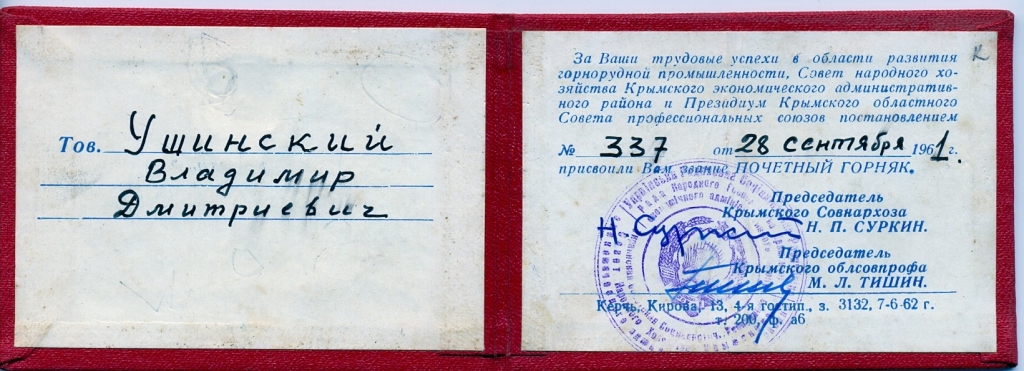 Тов. Ушинский
Владимир
Дмитриевич
За Ваши трудовые успехи в области развития
горнорудной промышленности, Совет народного хо-
зяйства Крымского экономического административ-
ного района и Президиум Крымского областного
Совета профессиональных союзов постановлением
№ 337 от 28 сентября 1961.
присвоили Вам звание ПОЧЕТНЫЙ ГОРНЯК.
Председатель
Крымского Совнархоза
Н. П. СУРКИН.
Председатель
Крымского облсовпрофа
М. Л. ТИШИН.
Керчь, Кирова, 13, 4-я гостип., з. 3132, 7-6-62 г.
т. 200, ф. а6